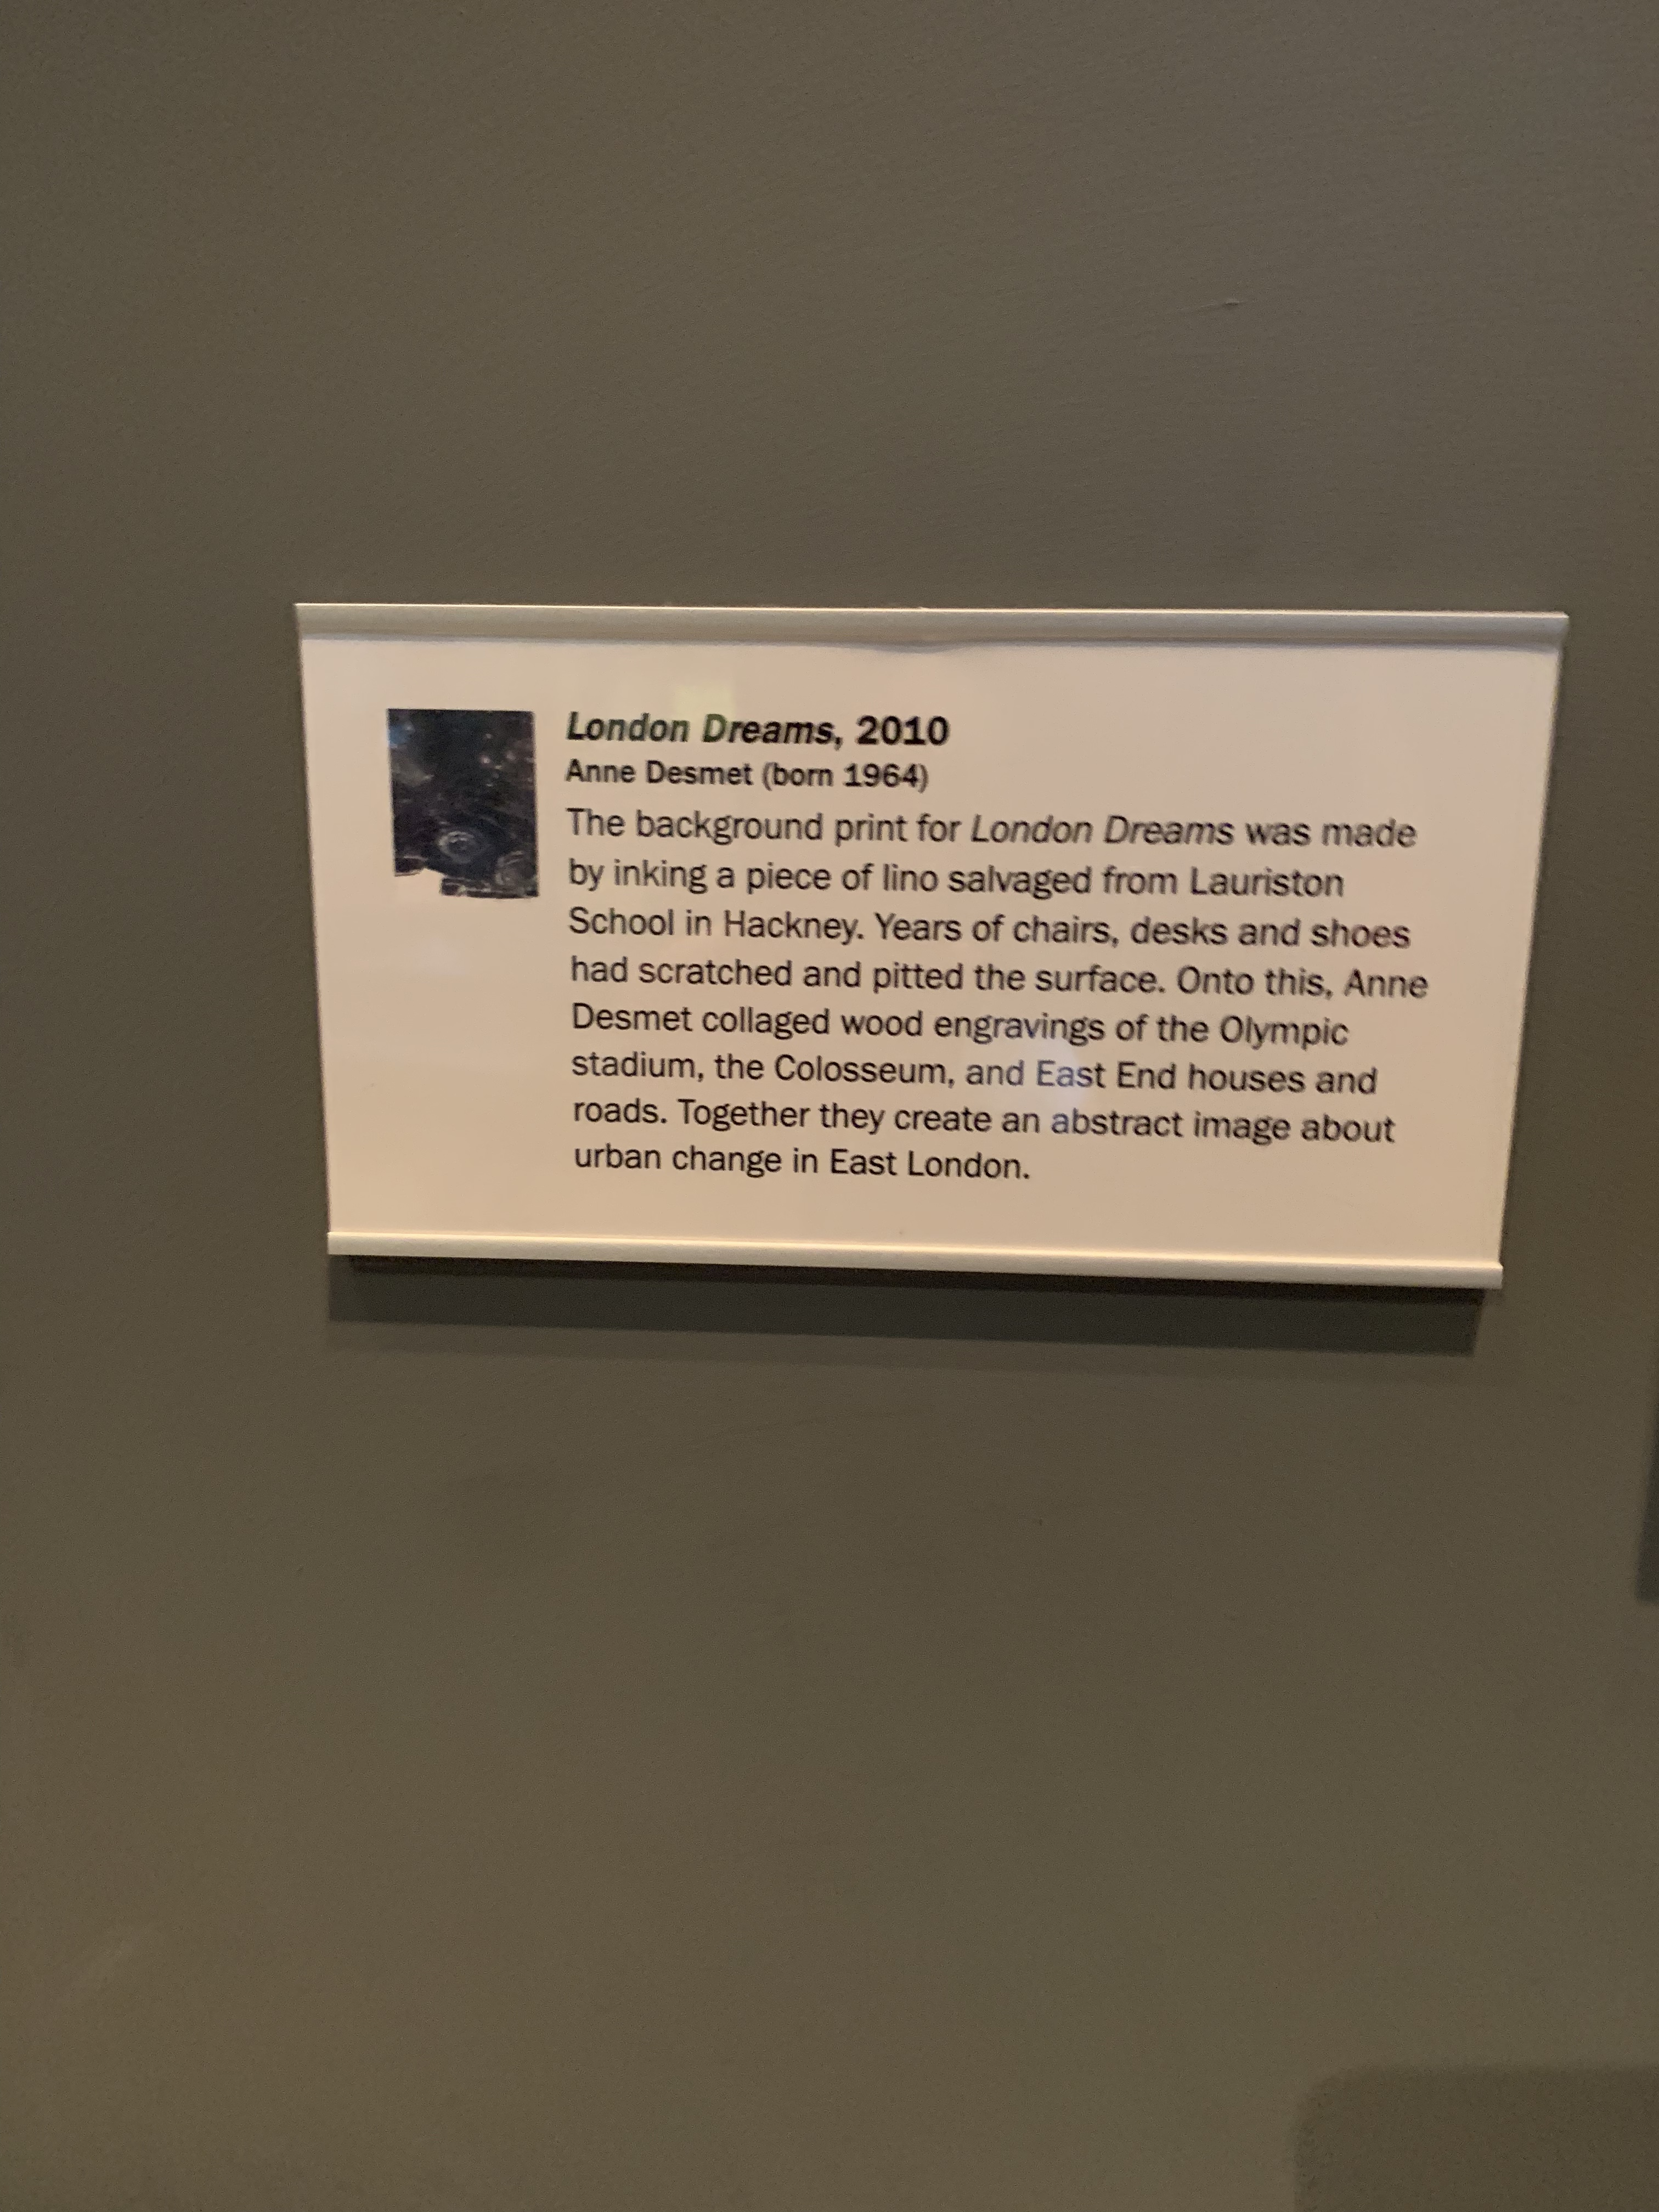 London Dreams, 2010
Anne Desmet (born 1964)
The background print for London Dreams was made
by inking a piece of lino salvaged from Lauriston
School in Hackney. Years of chairs, desks and shoes
had scratched and pitted the surface. Onto this, Anne
Desmet collaged wood engravings of the Olympic
stadium, the Colosseum, and East End houses and
roads. Together they create an abstract image about
urban change in East London.